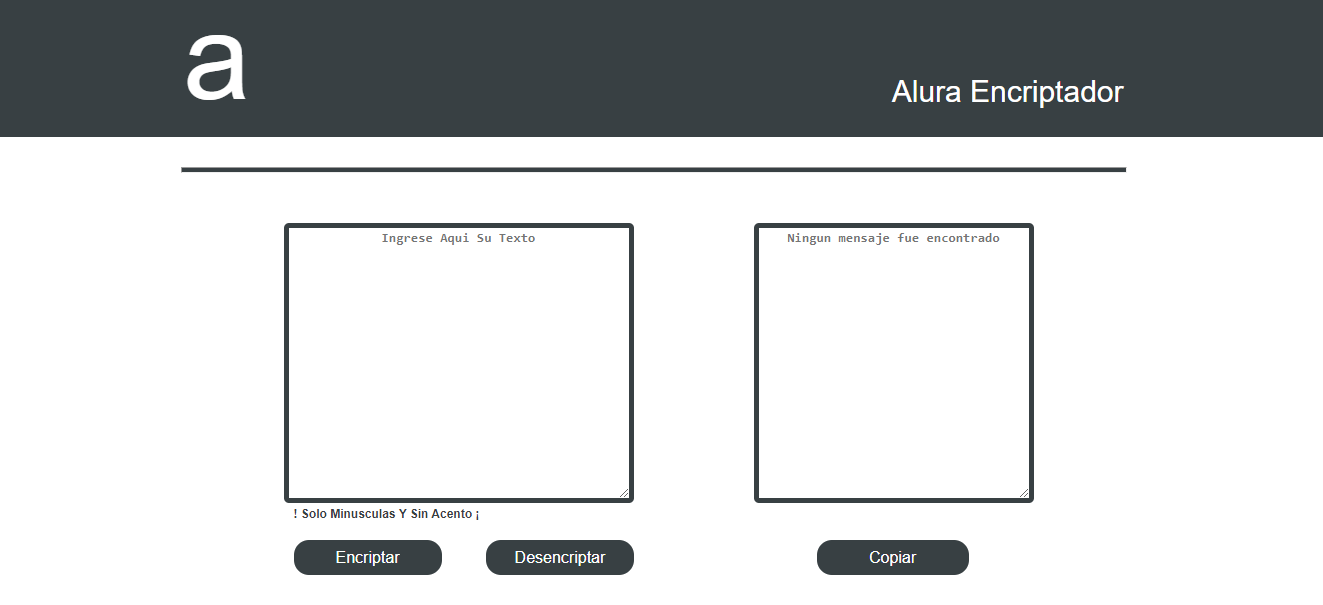 a
Alura Encriptador
Ingrese Aqui Su Texto
Ningun mensaje fue encontrado
! Solo Minusculas Y Sin Acento ¡
Encriptar
Desencriptar
Copiar